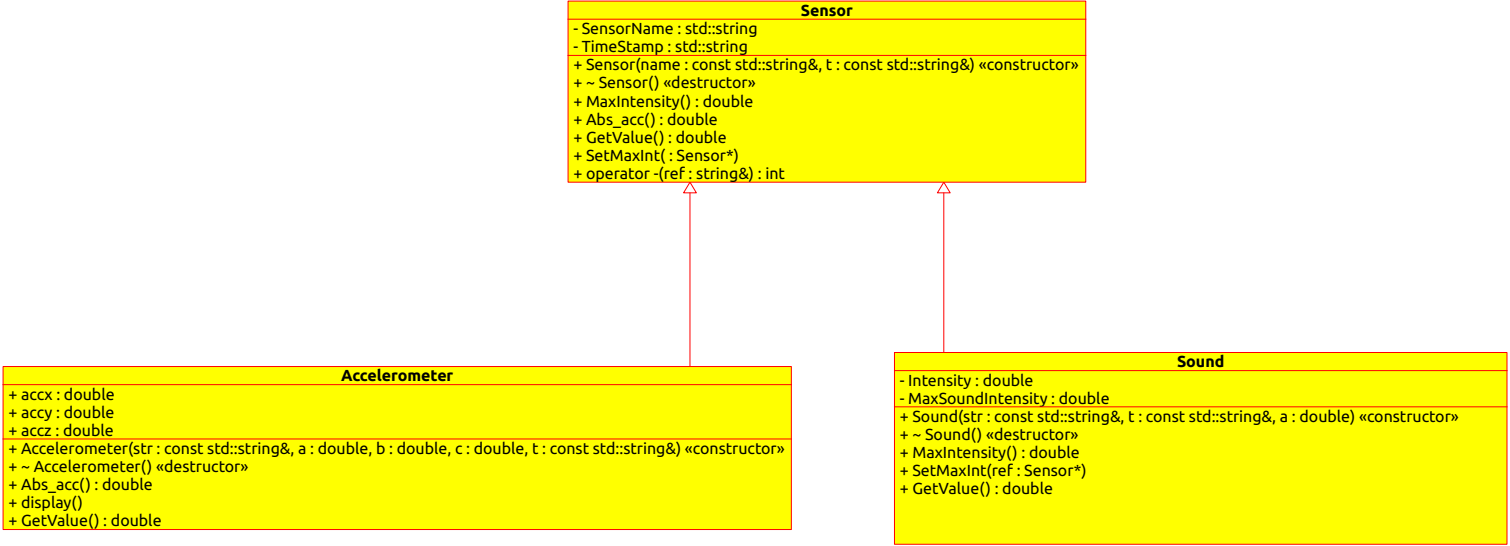 Sensor
- SensorName : std::string
- TimeStamp : std::string
+ Sensor(name : const std::string&, t : const std::string&) «constructor»
+ ~ Sensor() «destructor»
+ MaxIntensity() : double
+ Abs_acc() : double
+ GetValue() : double
+ SetMaxInt( : Sensor*)
+ operator -(ref : string&) : int
Accelerometer
+ accx : double
+ accy : double
+ accz : double
+ Accelerometer(str : const std::string&, a : double, b : double, c : double, t : const std::string&) «constructor»
+ ~ Accelerometer() «destructor»
+ Abs_acc() : double
+ display()
+ GetValue() : double
Sound
- Intensity : double
- MaxSoundIntensity : double
+ Sound(str : const std::string&, t : const std::string&, a : double) «constructor»
+ ~ Sound() «destructor»
+ MaxIntensity() : double
+ SetMaxInt(ref : Sensor*)
+ GetValue() : double